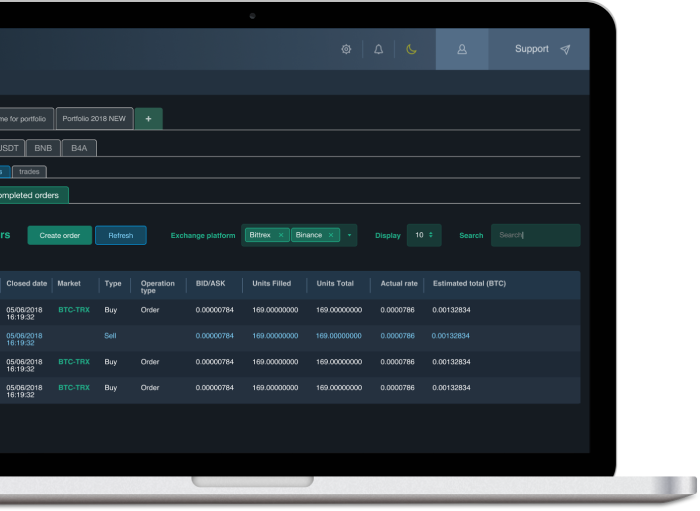 Support
me for portfolio Portfolio 2018 NEW +
USDT BNB B4A
s trades
ompleted orders
rs Create order Refresh Exchange platform Bittrex × Binance × Display 10 Search Search
Closed date Market Type Operation type BID/ASK Units Filled Units Total Actual rate Estimated total (BTC)
05/06/2018 16:19:32 BTC-TRX Buy Order 0.00000784 169.00000000 169.00000000 0.0000786 0.00132834
05/06/2018 16:19:32 Sell 0.00000784 169.00000000 169.00000000 0.0000786 0.00132834
05/06/2018 16:19:32 BTC-TRX Buy Order 0.00000784 169.00000000 169.00000000 0.0000786 0.00132834
05/06/2018 16:19:32 BTC-TRX Buy Order 0.00000784 169.00000000 169.00000000 0.0000786 0.00132834